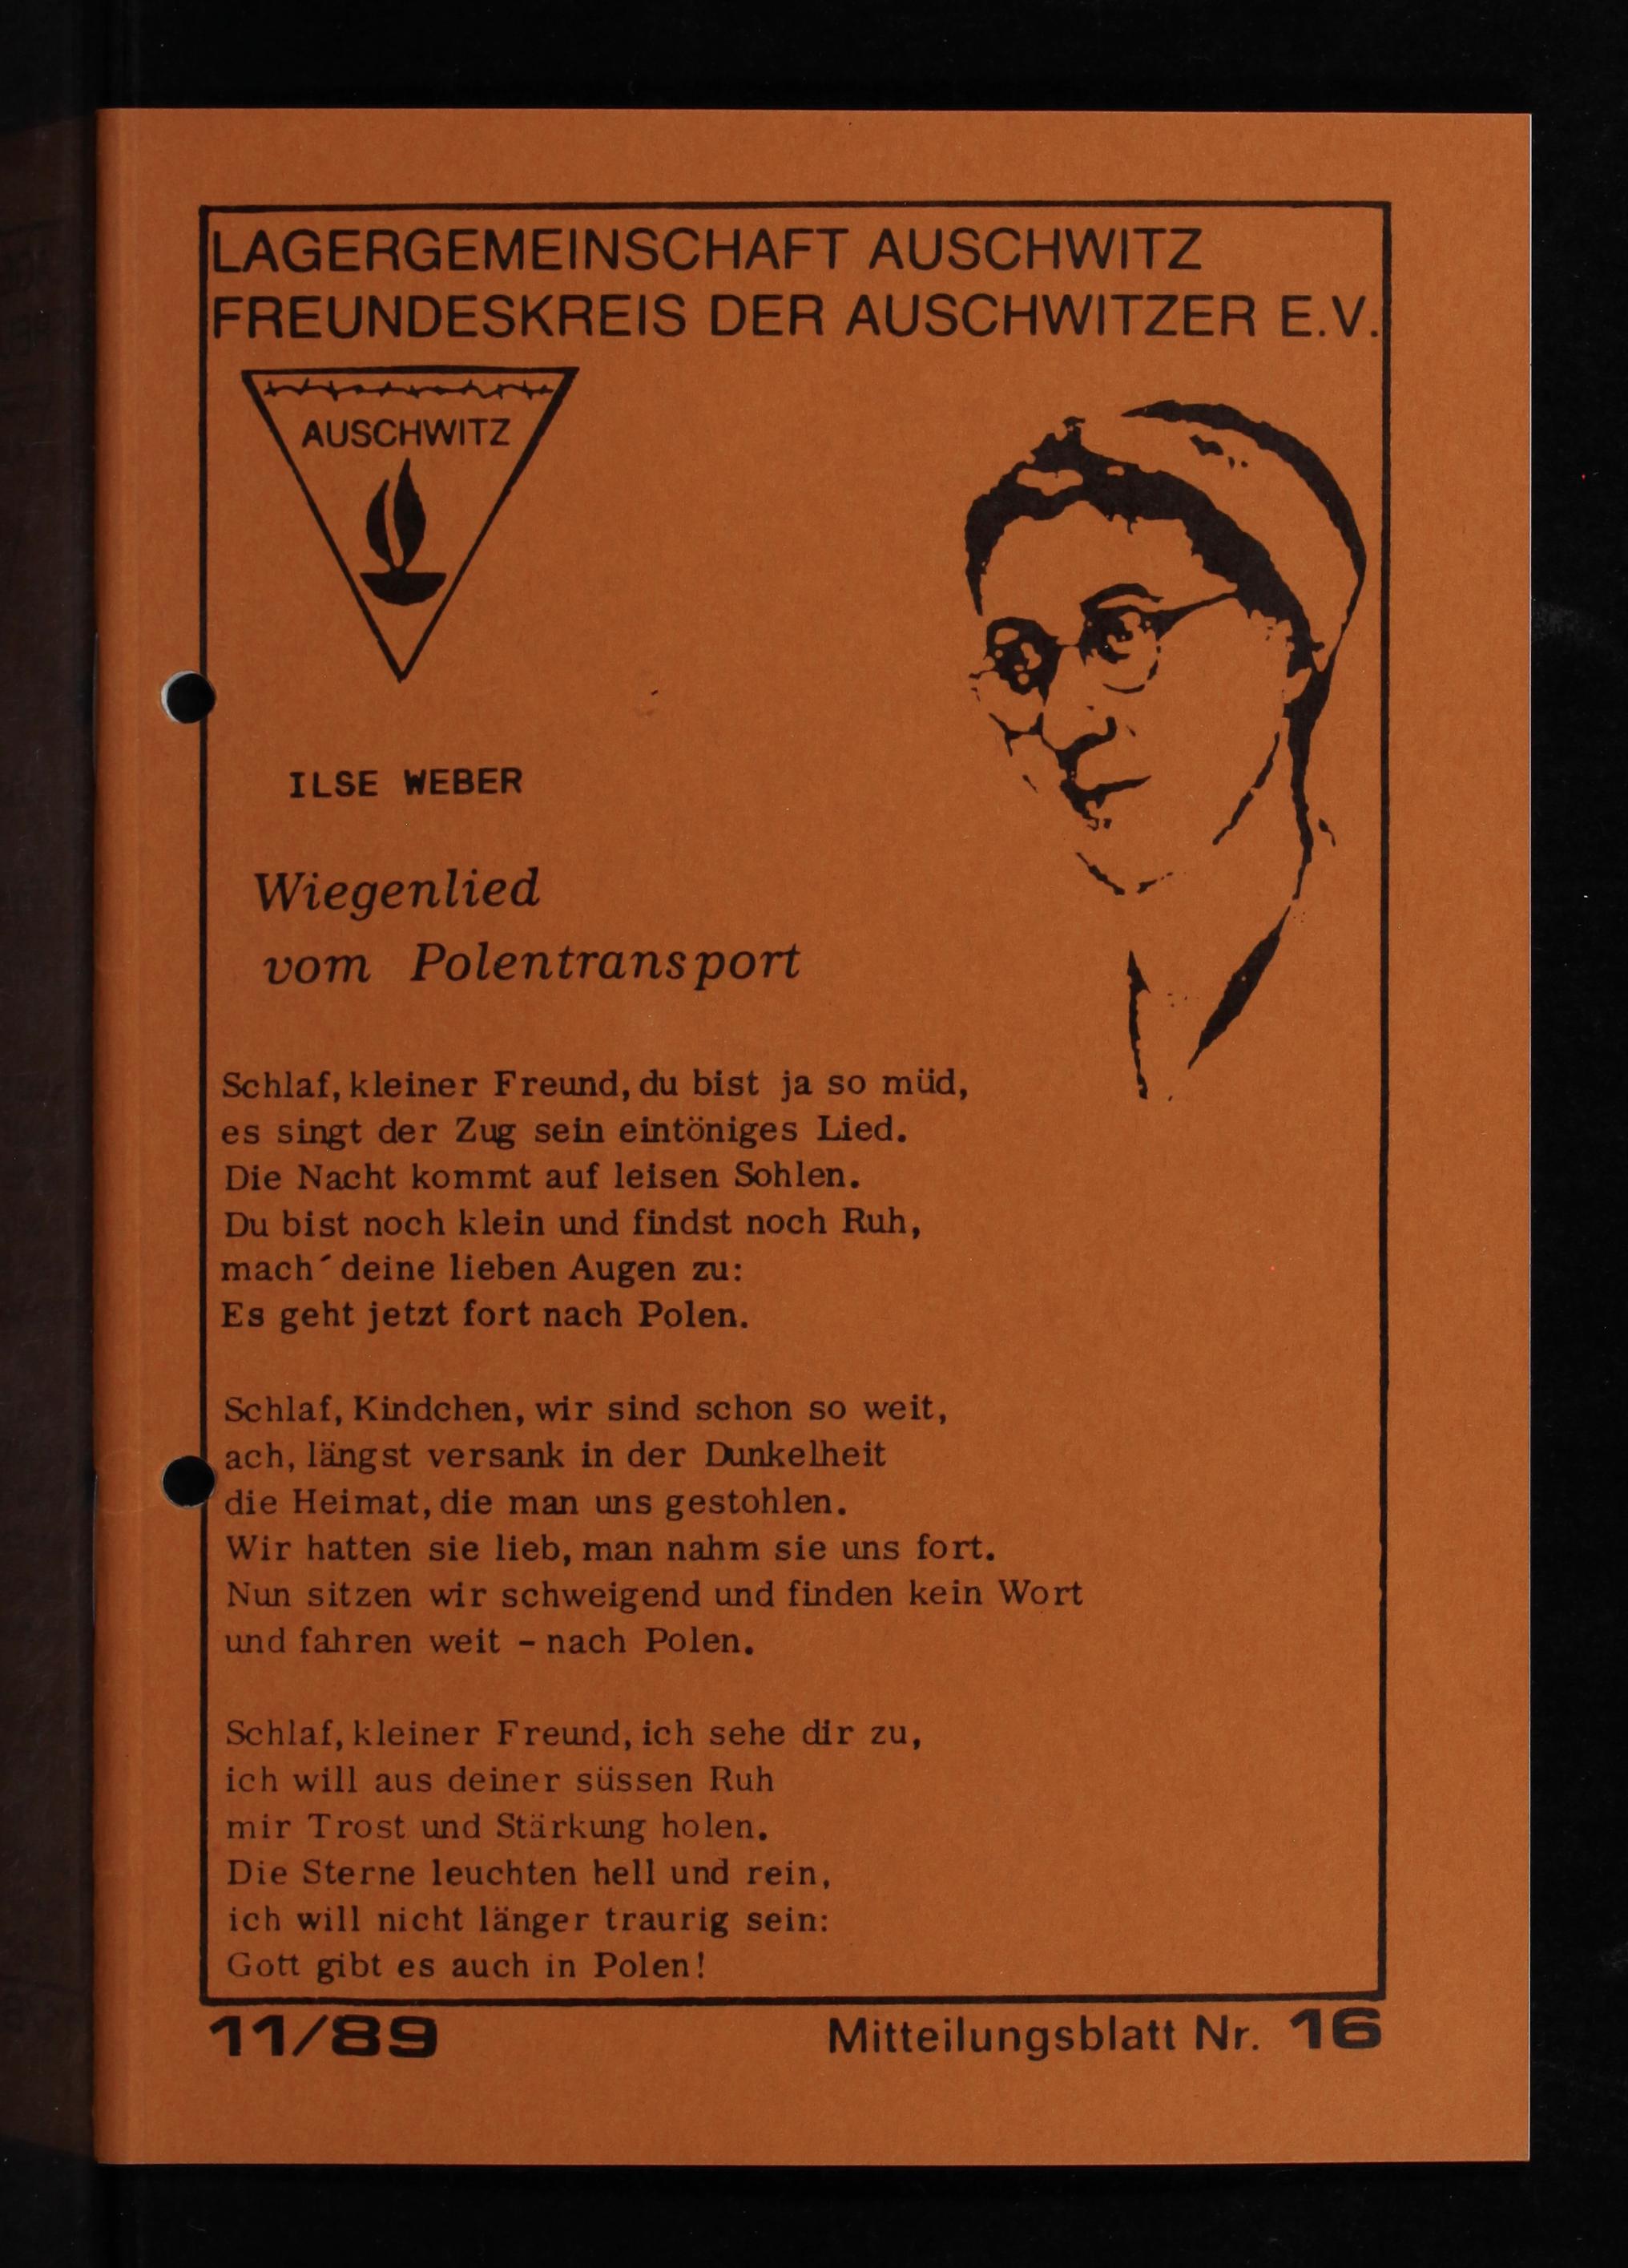 LAGERGEMEINSCHAFT AUSCHWITZ
FREUNDESKREIS DER AUSCHWITZER E.V.
AUSCHWITZ
ILSE WEBER
Wiegenlied
vom Polentransport
Schlaf, kleiner Freund, du bist ja so müd,
es singt der Zug sein eintöniges Lied.
Die Nacht kommt auf leisen Sohlen.
Du bist noch klein und findst noch Ruh,
mach´ deine lieben Augen zu:
Es geht jetzt fort nach Polen.
Schlaf, Kindchen, wir sind schon so weit,
ach, längst versank in der Dunkelheit
die Heimat, die man uns gestohlen.
Wir hatten sie lieb, man nahm sie uns fort.
Nun sitzen wir schweigend und finden kein Wort
und fahren weit - nach Polen.
Schlaf, kleiner Freund, ich sehe dir zu,
ich will aus deiner süssen Ruh
mir Trost und Stärkung holen.
Die Sterne leuchten hell und rein,
ich will nicht länger traurig sein:
Gott gibt es auch in Polen!
11/89 Mitteilungsblatt Nr. 16